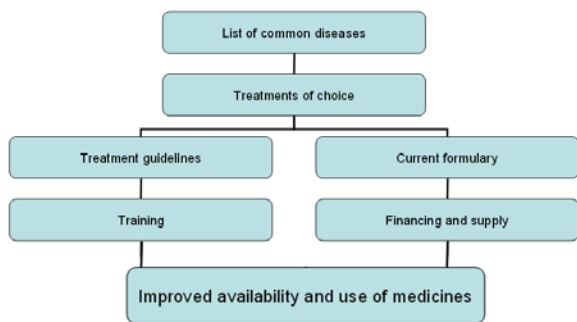 List of common diseases
Treatments of choice
Treatment guidelines
Current formulary
Training
Financing and supply
Improved availability and use of medicines